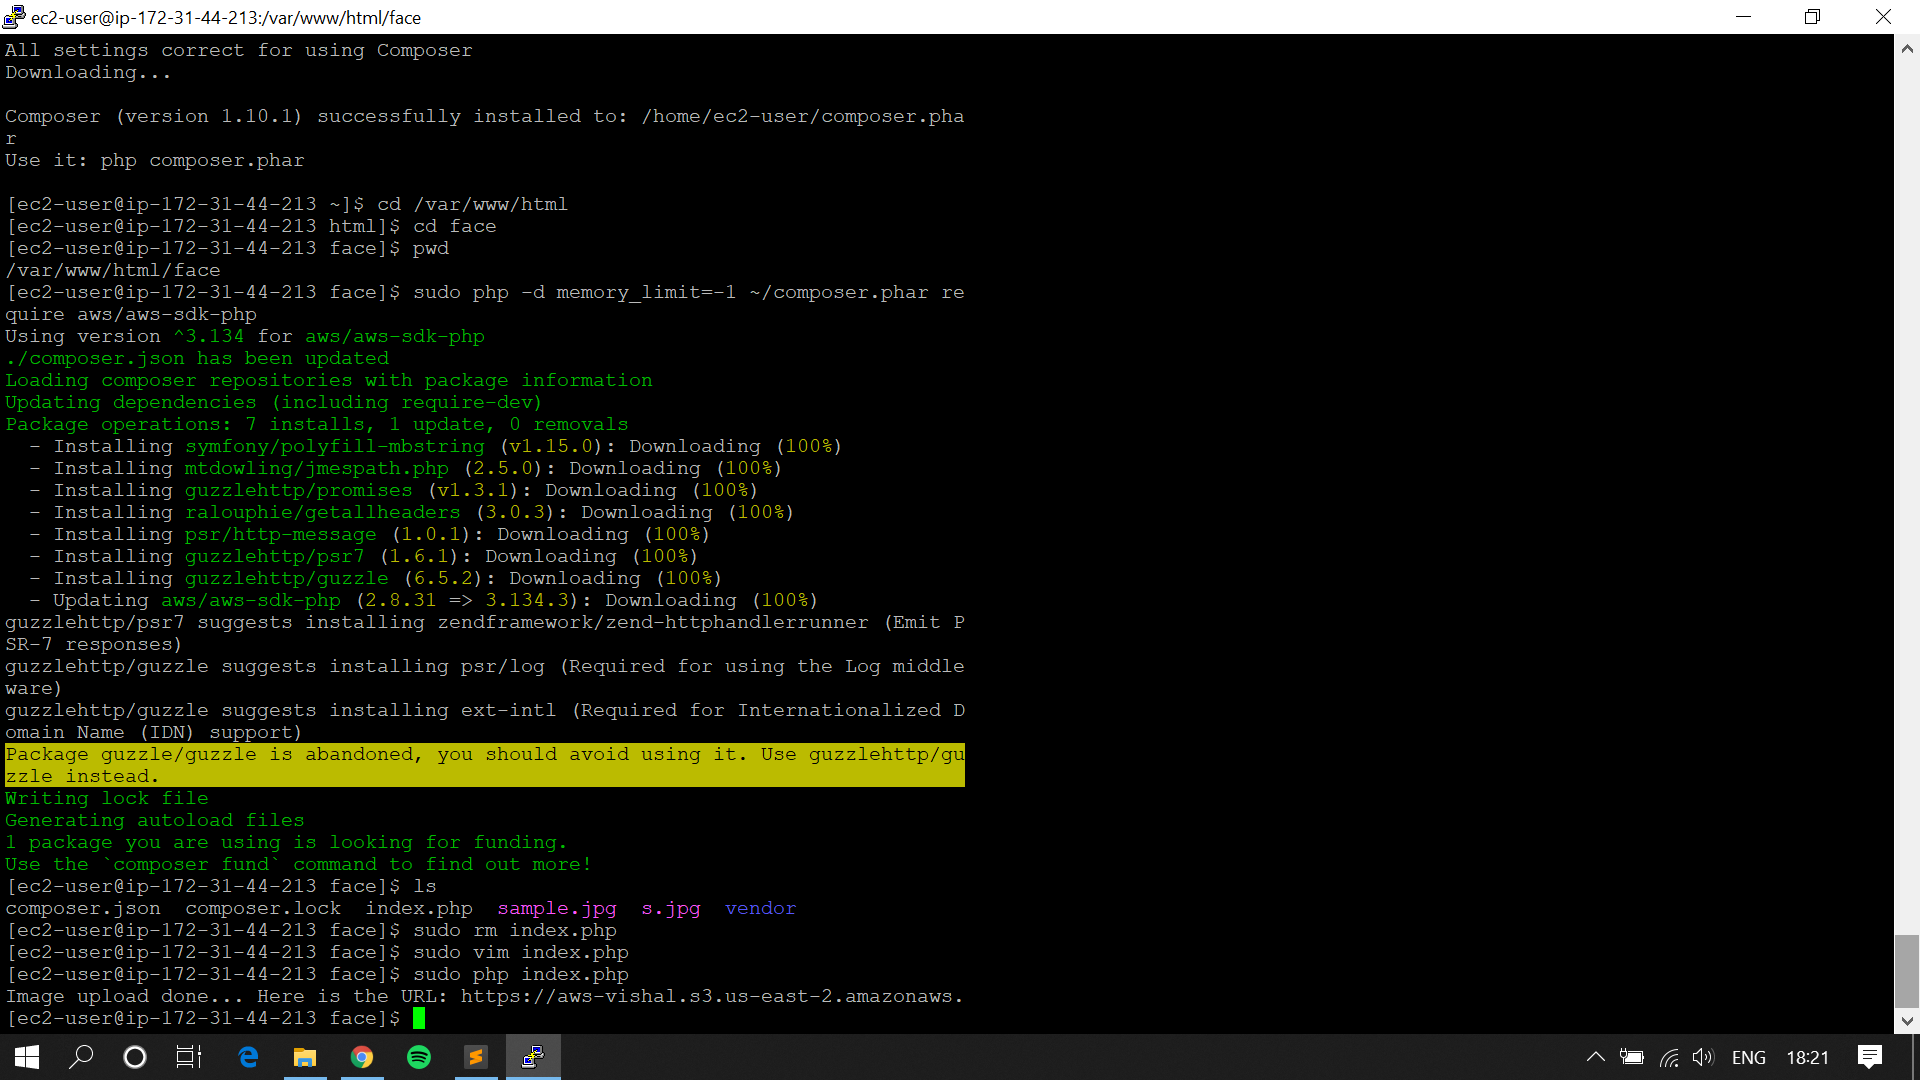 ec2-user@ip-172-31-44-213:/var/www/html/face
All settings correct for using Composer
Downloading...
Composer (version 1.10.1) successfully installed to: /home/ec2-user/composer.pha
r
Use it: php composer.phar
[ec2-user@ip-172-31-44-213 ~]$ cd /var/www/html
[ec2-user@ip-172-31-44-213 html]$ cd face
[ec2-user@ip-172-31-44-213 face]$ pwd
/var/www/html/face
[ec2-user@ip-172-31-44-213 face]$ sudo php -d memory_limit=-1 ~/composer.phar re
quire aws/aws-sdk-php
Using version ^3.134 for aws/aws-sdk-php
./composer.json has been updated
Loading composer repositories with package information
Updating dependencies (including require-dev)
Package operations: 7 installs, 1 update, 0 removals
  - Installing symfony/polyfill-mbstring (v1.15.0): Downloading (100%)
  - Installing mtdowling/jmespath.php (2.5.0): Downloading (100%)
  - Installing guzzlehttp/promises (v1.3.1): Downloading (100%)
  - Installing ralouphie/getallheaders (3.0.3): Downloading (100%)
  - Installing psr/http-message (1.0.1): Downloading (100%)
  - Installing guzzlehttp/psr7 (1.6.1): Downloading (100%)
  - Installing guzzlehttp/guzzle (6.5.2): Downloading (100%)
  - Updating aws/aws-sdk-php (2.8.31 => 3.134.3): Downloading (100%)
guzzlehttp/psr7 suggests installing zendframework/zend-httphandlerrunner (Emit P
SR-7 responses)
guzzlehttp/guzzle suggests installing psr/log (Required for using the Log middle
ware)
guzzlehttp/guzzle suggests installing ext-intl (Required for Internationalized D
omain Name (IDN) support)
Package guzzle/guzzle is abandoned, you should avoid using it. Use guzzlehttp/gu
zzle instead.
Writing lock file
Generating autoload files
1 package you are using is looking for funding.
Use the `composer fund` command to find out more!
[ec2-user@ip-172-31-44-213 face]$ ls
composer.json  composer.lock  index.php  sample.jpg  s.jpg  vendor
[ec2-user@ip-172-31-44-213 face]$ sudo rm index.php
[ec2-user@ip-172-31-44-213 face]$ sudo vim index.php
[ec2-user@ip-172-31-44-213 face]$ sudo php index.php
Image upload done... Here is the URL: https://aws-vishal.s3.us-east-2.amazonaws.
[ec2-user@ip-172-31-44-213 face]$
ENG 18:21